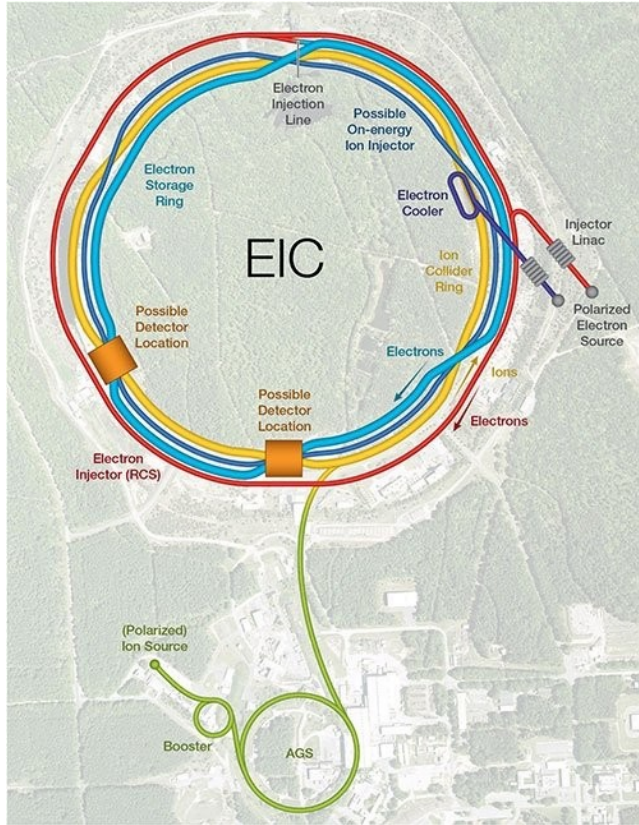 Electron
Injection
Line
Possible
On-energy
Ion Injector
Electron
Storage
Ring
Electron
Cooler
Injector
Linac
EIC
Ion
Collider
Ring
Polarized
Electron
Source
Possible
Detector
Location
Electrons
Ions
Possible
Detector
Location
Electrons
Electron
Injector (RCS)
(Polarized)
Ion Source
Booster
AGS